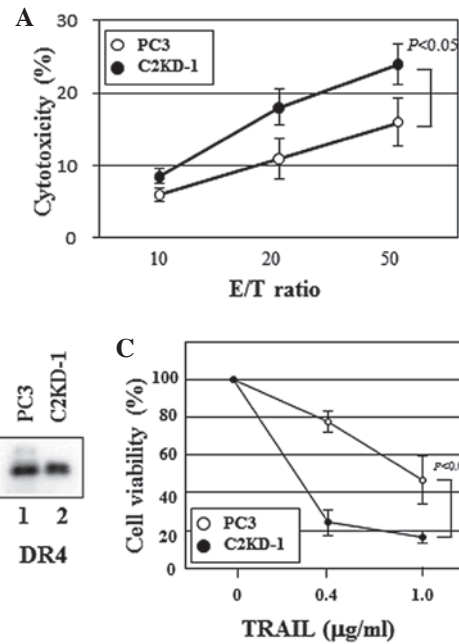 A
PC3
C2KD-1
P<0.05
Cytotoxicity (%)
30
20
10
0
10
20
50
E/T ratio
PC3
C2KD-1
1
2
DR4
C
PC3
C2KD-1
Cell viability (%)
100
80
60
40
20
0
0
0.4
1.0
TRAIL (µg/ml)